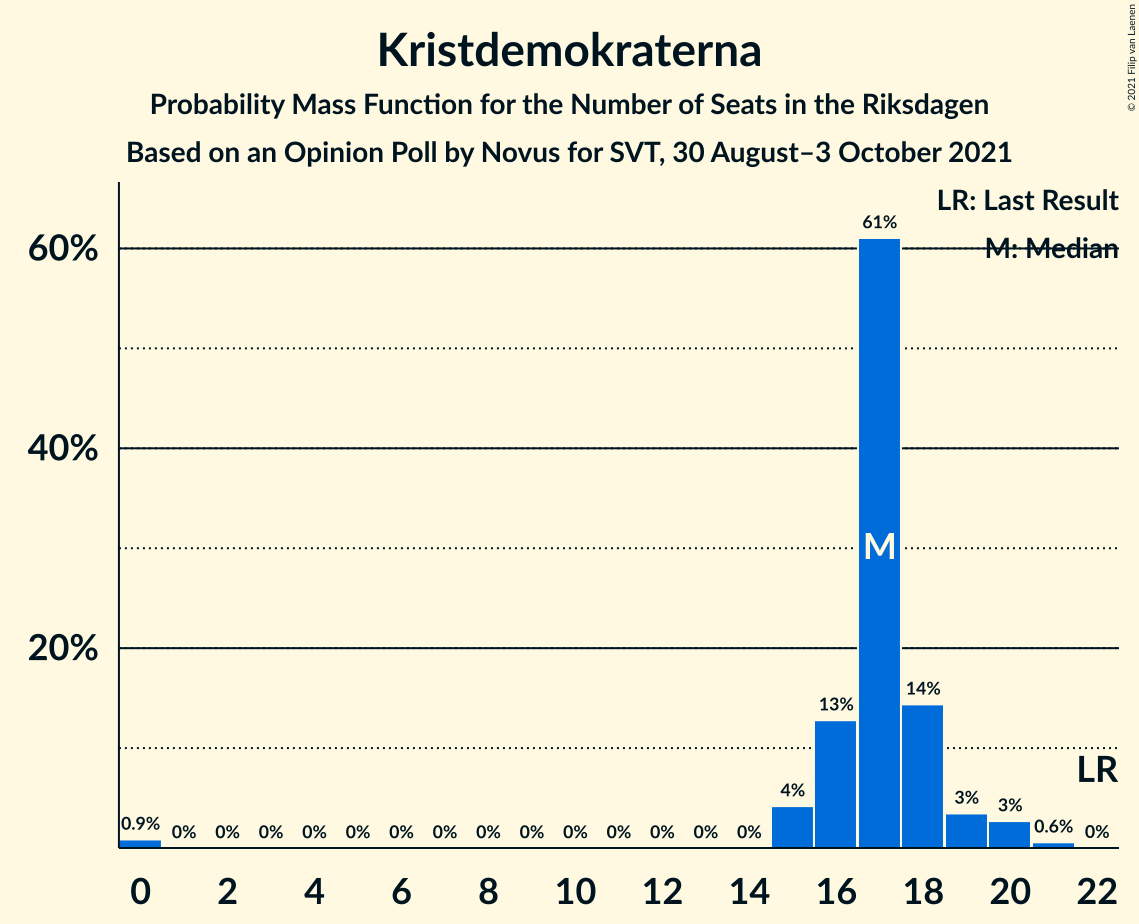 Kristdemokraterna
Probability Mass Function for the Number of Seats in the Riksdagen
Based on an Opinion Poll by Novus for SVT, 30 August–3 October 2021
© 2021 Filip van Laenen
LR: Last Result
M: Median
60%
40%
20%
0.9% 0% 0% 0% 0% 0% 0% 0% 0% 0% 0% 0% 0% 0% 0% 4% 13% 61% 14% 3% 3% 0.6% 0%
M
LR
0 2 4 6 8 10 12 14 16 18 20 22